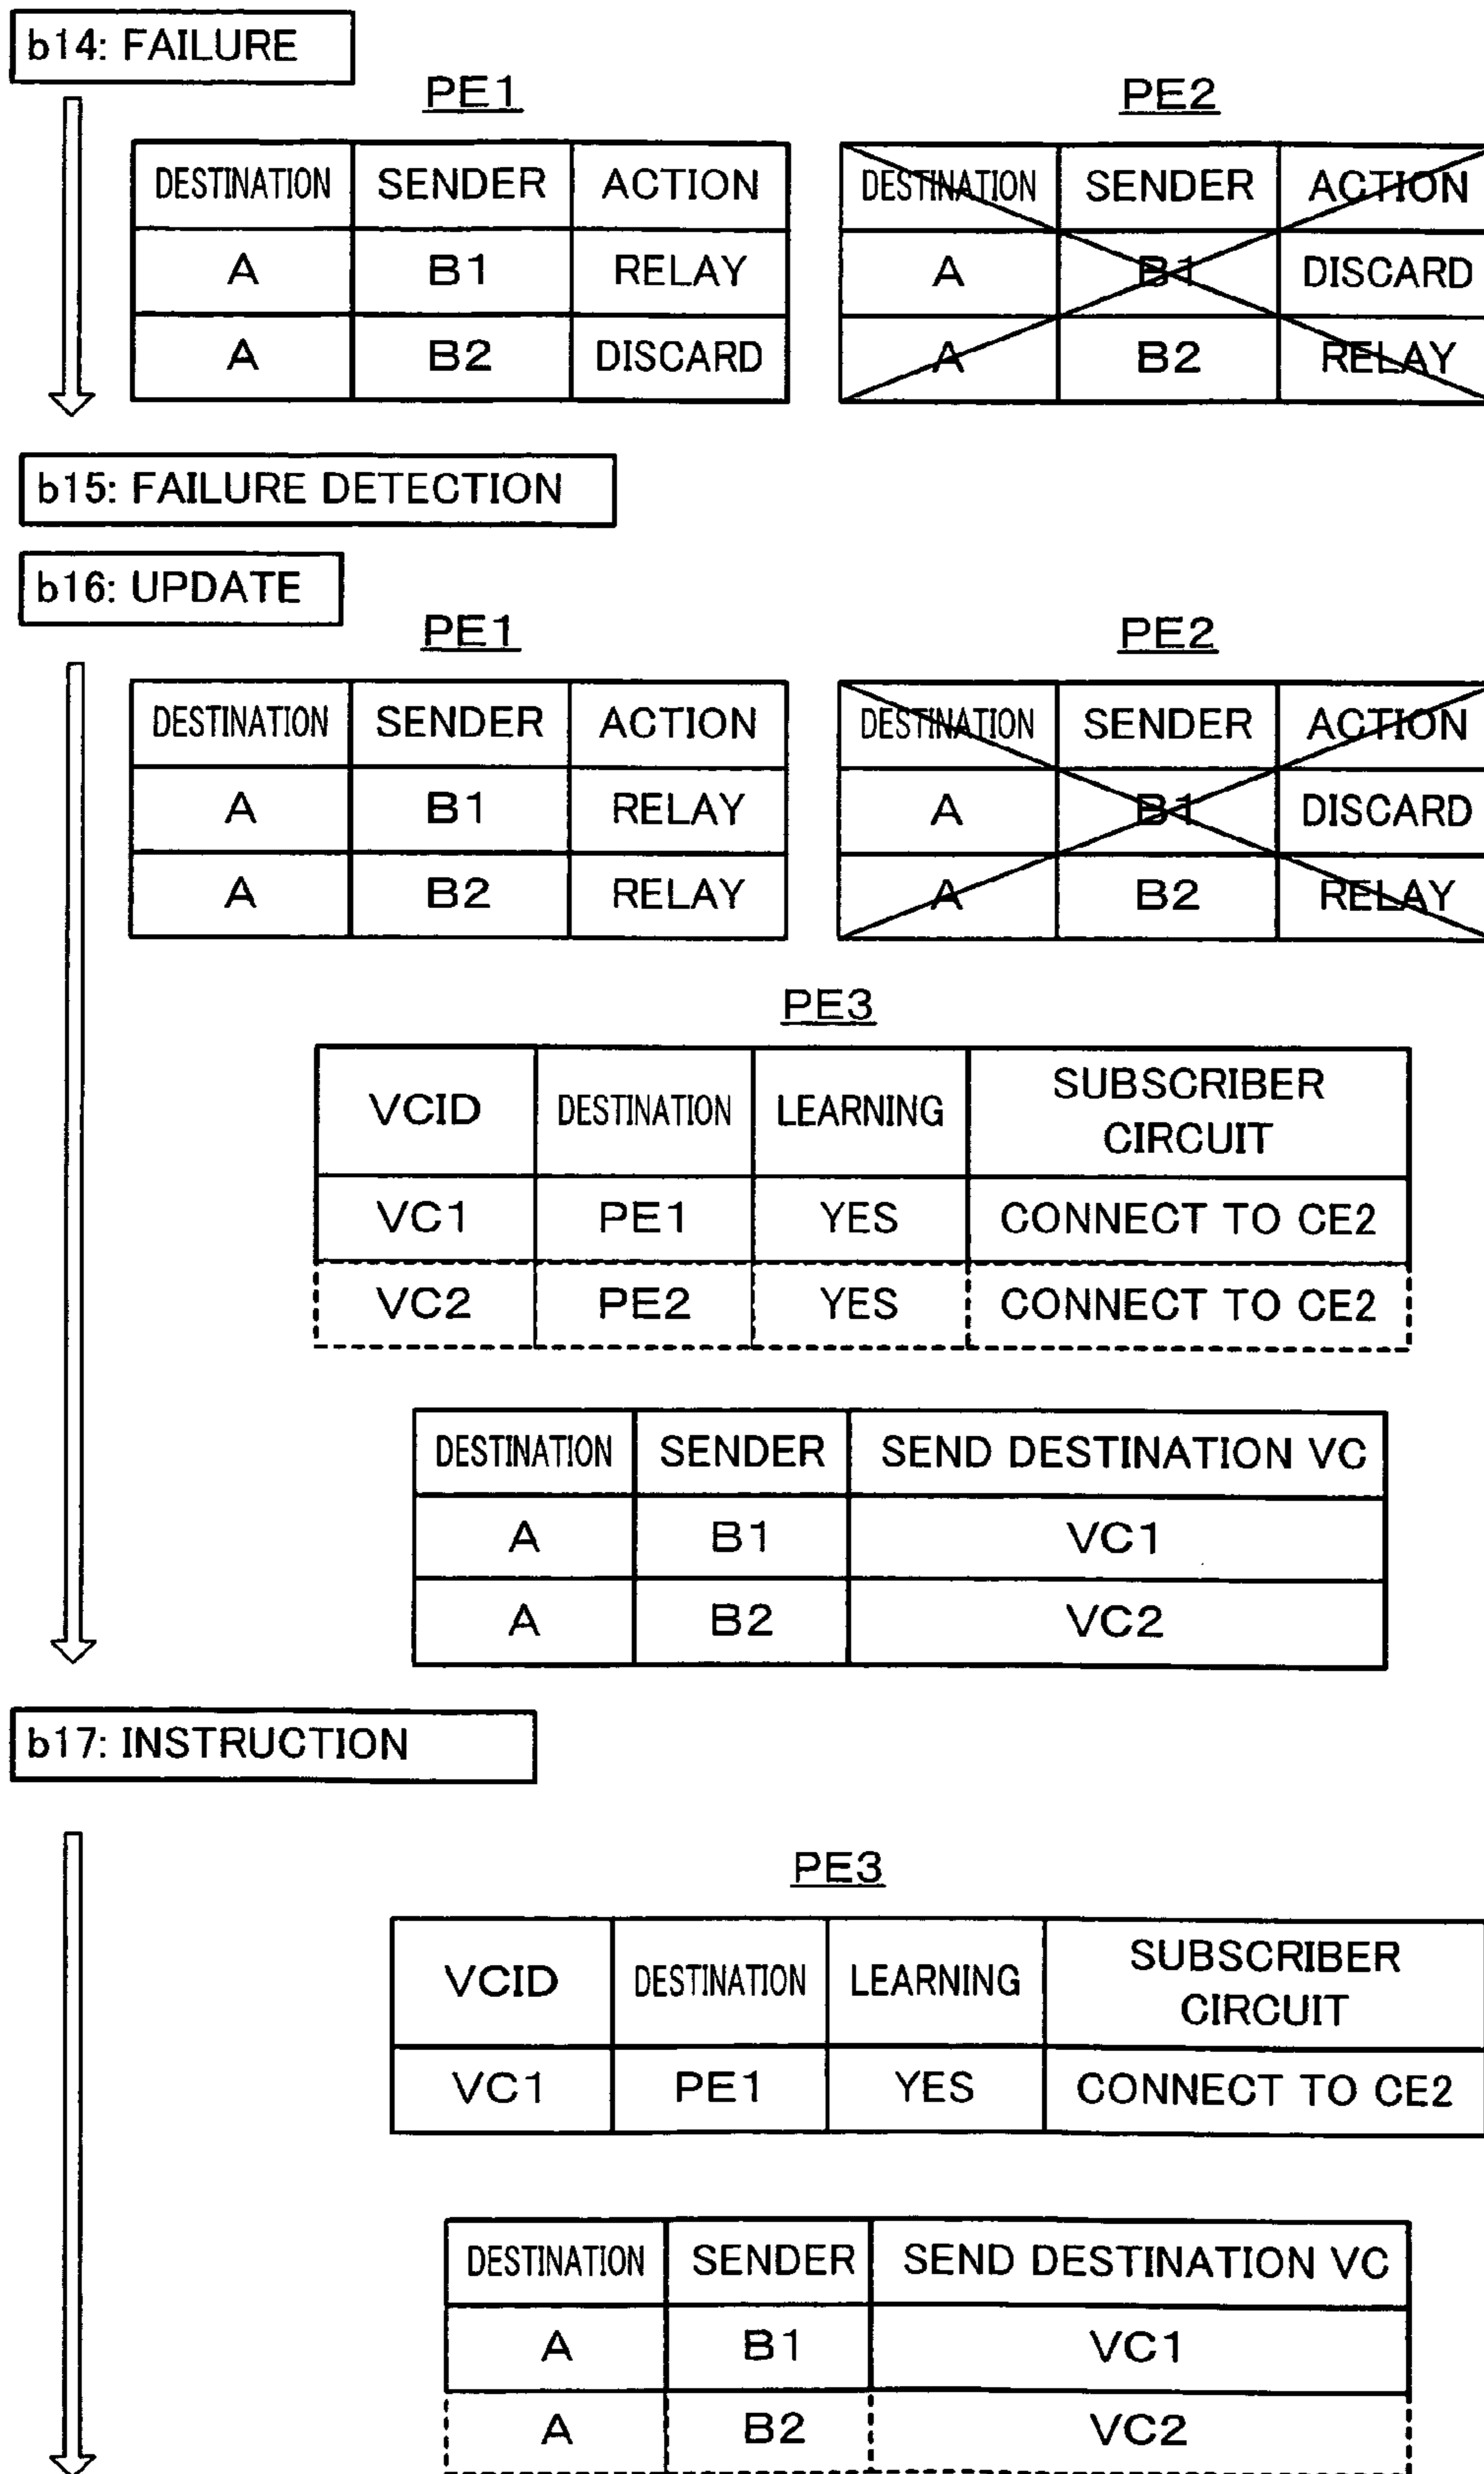 b14: FAILURE
PE1
PE2
DESTINATION SENDER ACTION
A B1 RELAY
A B2 DISCARD
DESTINATION SENDER ACTION
A B1 DISCARD
A B2 RELAY
b15: FAILURE DETECTION
b16: UPDATE
PE1
PE2
DESTINATION SENDER ACTION
A B1 RELAY
A B2 RELAY
DESTINATION SENDER ACTION
A B1 DISCARD
A B2 RELAY
PE3
VCID DESTINATION LEARNING SUBSCRIBER
CIRCUIT
VC1 PE1 YES CONNECT TO CE2
VC2 PE2 YES CONNECT TO CE2
DESTINATION SENDER SEND DESTINATION VC
A B1 VC1
A B2 VC2
b17: INSTRUCTION
PE3
VCID DESTINATION LEARNING SUBSCRIBER
CIRCUIT
VC1 PE1 YES CONNECT TO CE2
DESTINATION SENDER SEND DESTINATION VC
A B1 VC1
A B2 VC2